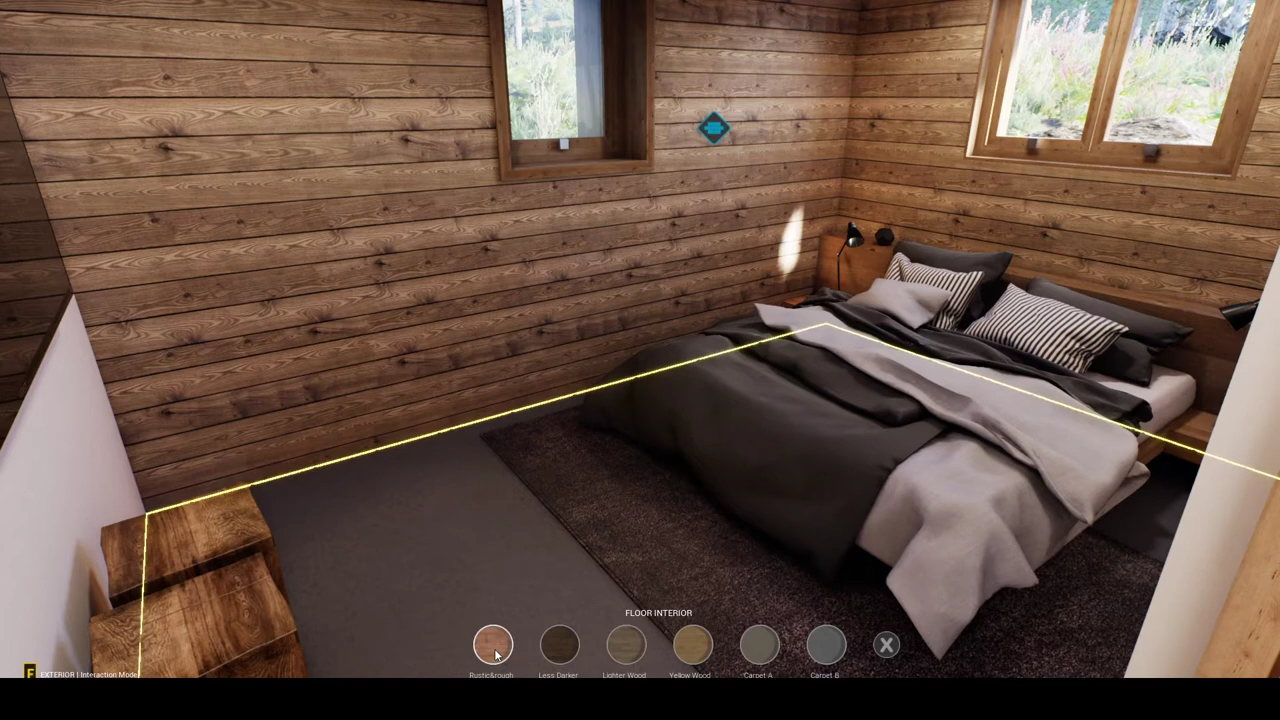 FLOOR INTERIOR
Rustic&rough
Less Darker
Lighter Wood
Yellow Wood
Carpet A
Carpet B
F EXTERIOR | Interaction Mode